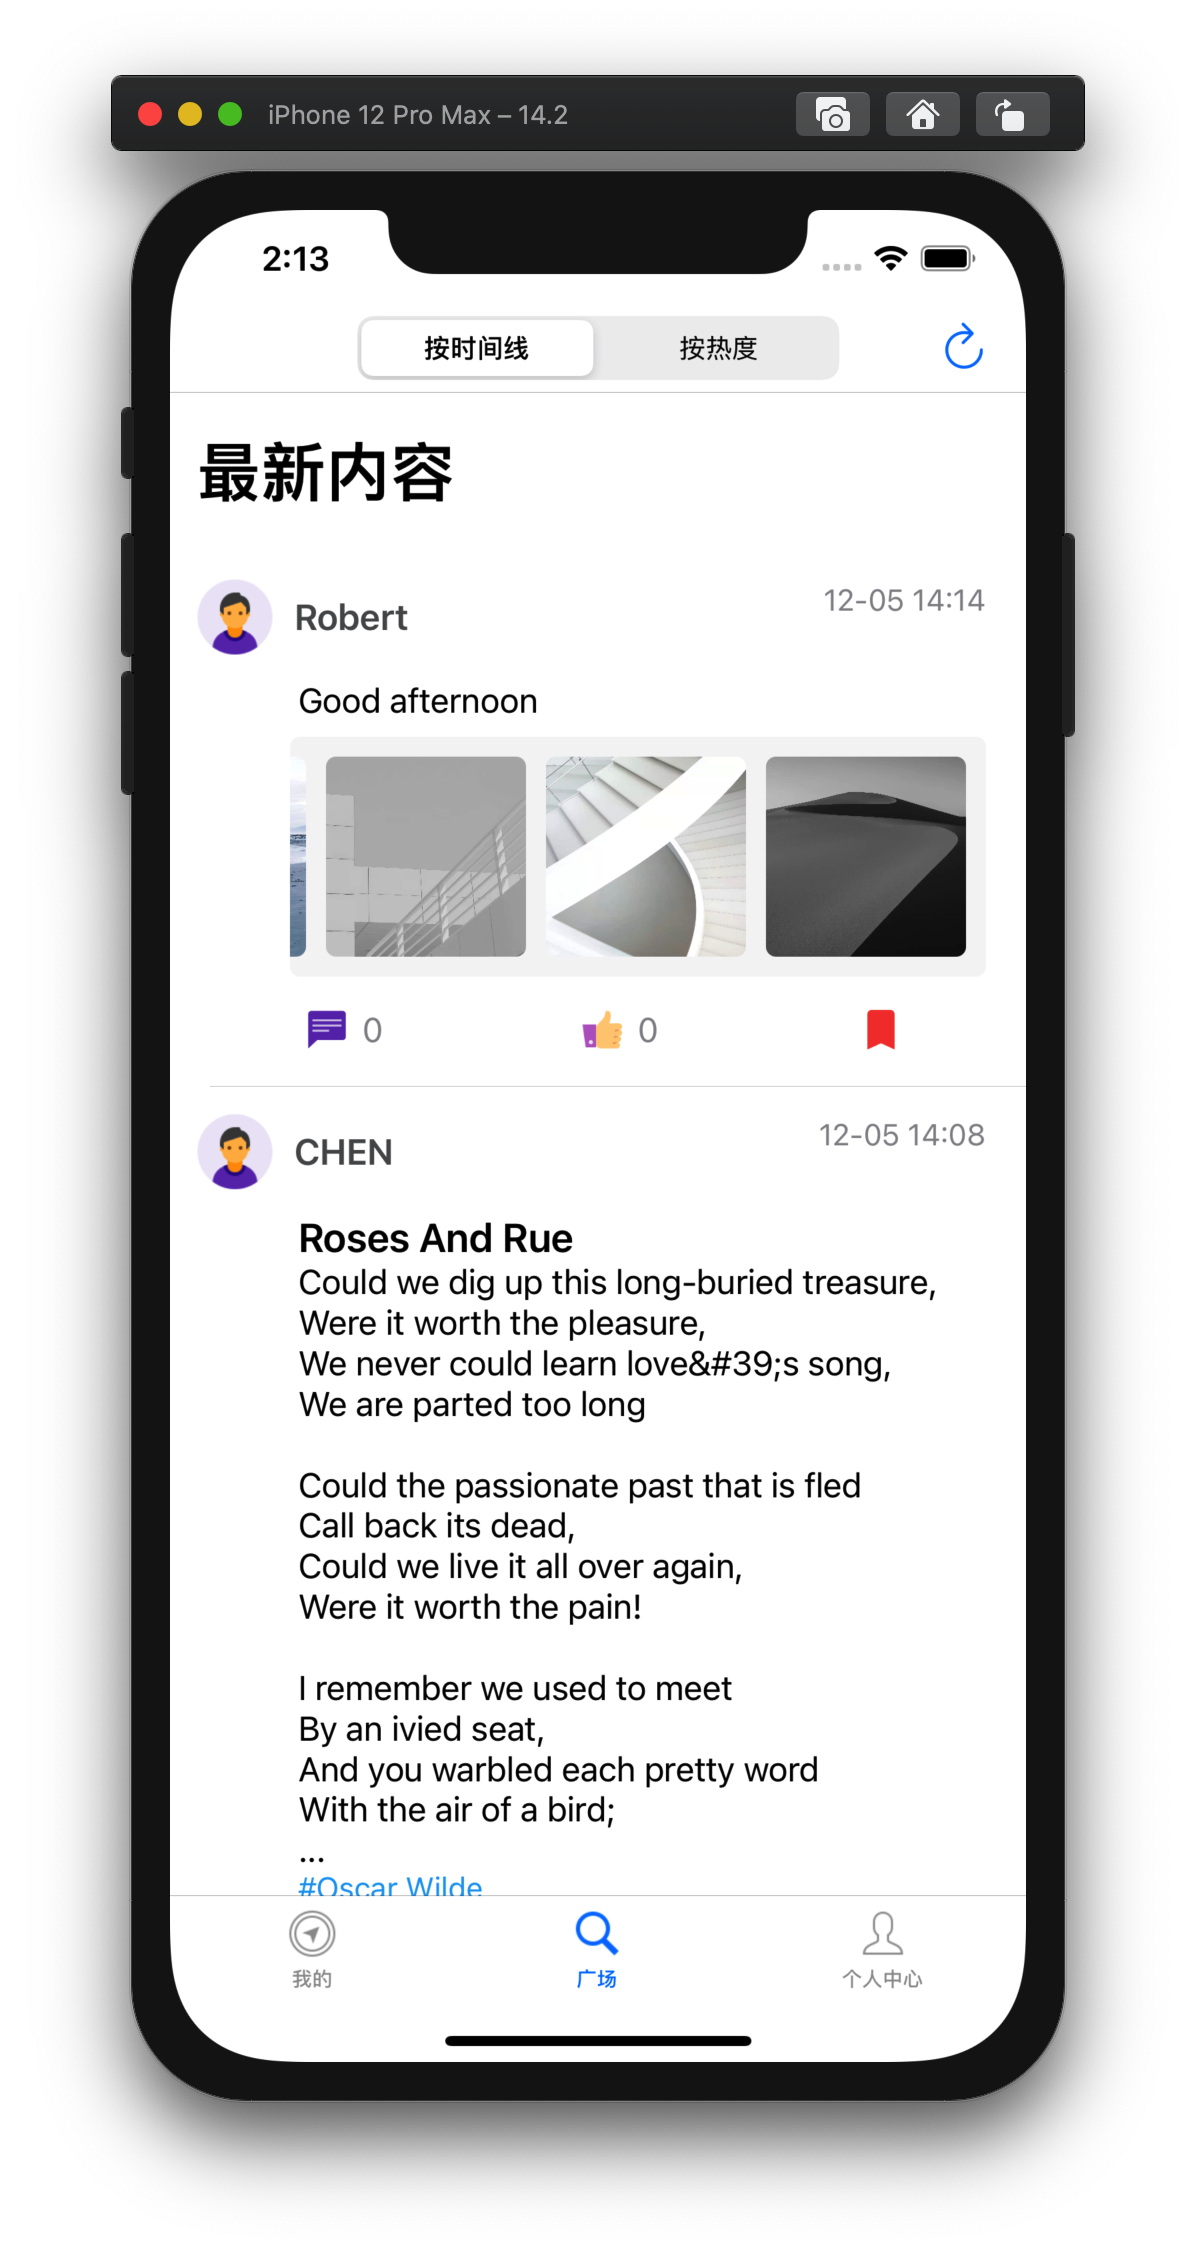 iPhone 12 Pro Max – 14.2
2:13
按时间线
按热度
最新内容
Robert
12-05 14:14
Good afternoon
0
0
CHEN
12-05 14:08
Roses And Rue
Could we dig up this long-buried treasure,
Were it worth the pleasure,
We never could learn love&#39;s song,
We are parted too long
Could the passionate past that is fled
Call back its dead,
Could we live it all over again,
Were it worth the pain!
I remember we used to meet
By an ivied seat,
And you warbled each pretty word
With the air of a bird;
...
#Oscar Wilde
我的
广场
个人中心